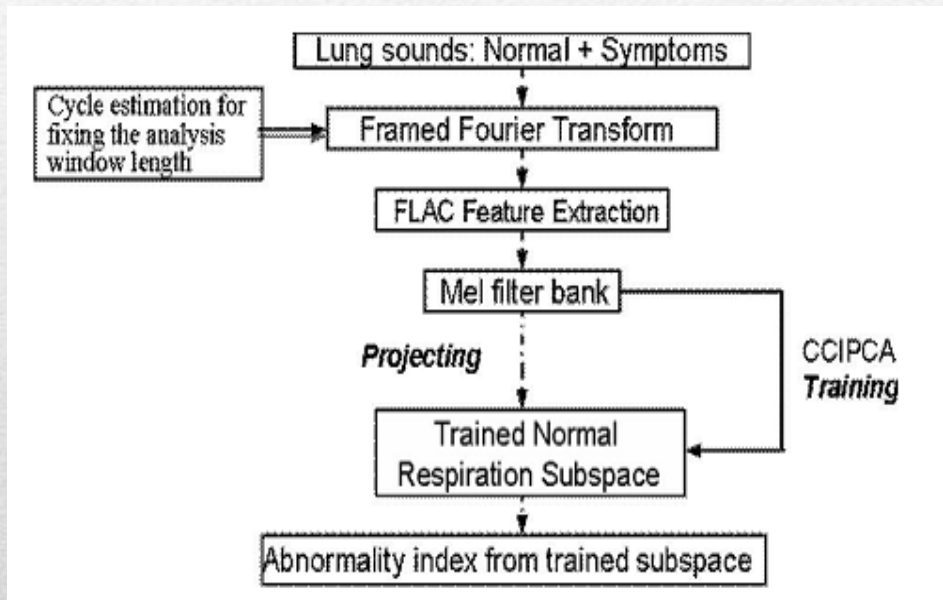 Lung sounds: Normal + Symptoms
Cycle estimation for
fixing the analysis
window length
Framed Fourier Transform
FLAC Feature Extraction
Mel filter bank
Projecting
CCIPCA
Training
Trained Normal
Respiration Subspace
Abnormality index from trained subspace